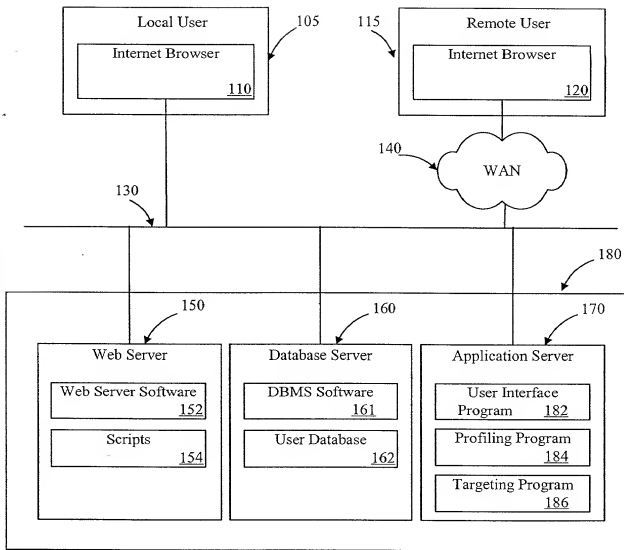 Local User
Internet Browser
110
105
115
Remote User
Internet Browser
120
140
WAN
130
180
150
160
170
Web Server
Web Server Software
152
Scripts
154
Database Server
DBMS Software
161
User Database
162
Application Server
User Interface
Program 182
Profiling Program
184
Targeting Program
186